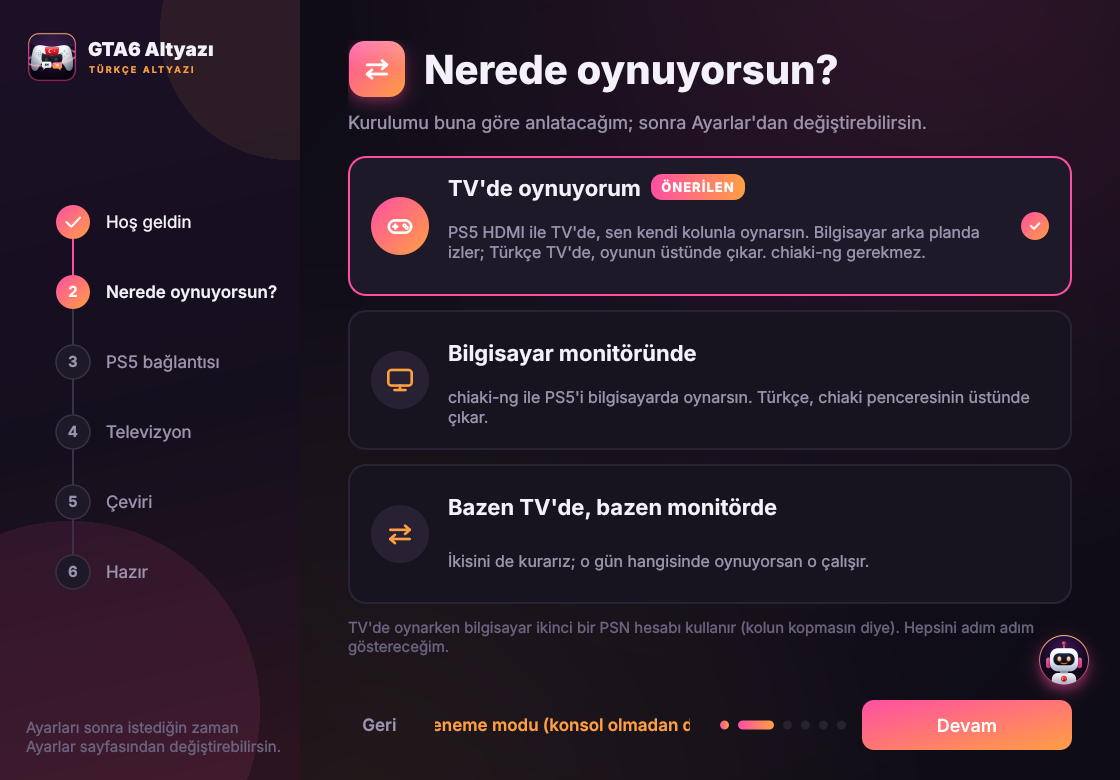 GTA6 Altyazı
TÜRKÇE ALTYAZI
Hoş geldin
2 Nerede oynuyorsun?
3 PS5 bağlantısı
4 Televizyon
5 Çeviri
6 Hazır
Ayarları sonra istediğin zaman
Ayarlar sayfasından değiştirebilirsin.
Nerede oynuyorsun?
Kurulumu buna göre anlatacağım; sonra Ayarlar'dan değiştirebilirsin.
TV'de oynuyorum ÖNERİLEN
PS5 HDMI ile TV'de, sen kendi kolunla oynarsın. Bilgisayar arka planda
izler; Türkçe TV'de, oyunun üstünde çıkar. chiaki-ng gerekmez.
Bilgisayar monitöründe
chiaki-ng ile PS5'i bilgisayarda oynarsın. Türkçe, chiaki penceresinin üstünde
çıkar.
Bazen TV'de, bazen monitörde
İkisini de kurarız; o gün hangisinde oynuyorsan o çalışır.
TV'de oynarken bilgisayar ikinci bir PSN hesabı kullanır (kolun kopmasın diye). Hepsini adım adım
göstereceğim.
Geri eneme modu (konsol olmadan d Devam